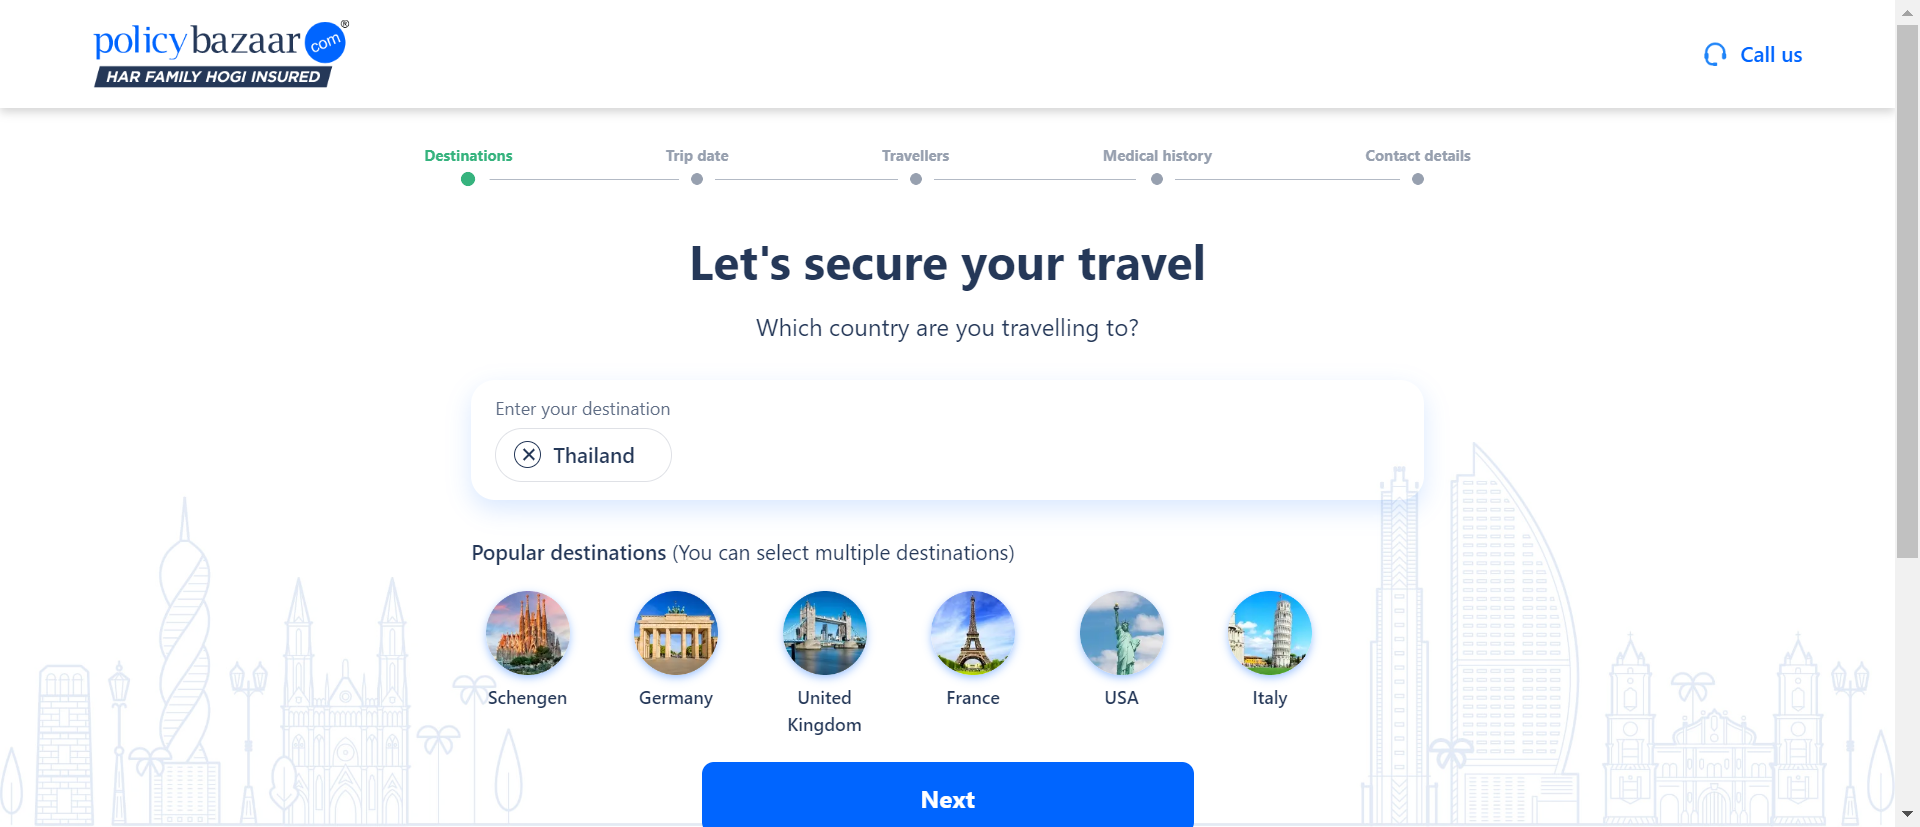 policybazaar com ®
HAR FAMILY HOGI INSURED
Call us
Destinations
Trip date
Travellers
Medical history
Contact details
Let's secure your travel
Which country are you travelling to?
Enter your destination
Thailand
Popular destinations (You can select multiple destinations)
Schengen
Germany
United
Kingdom
France
USA
Italy
Next